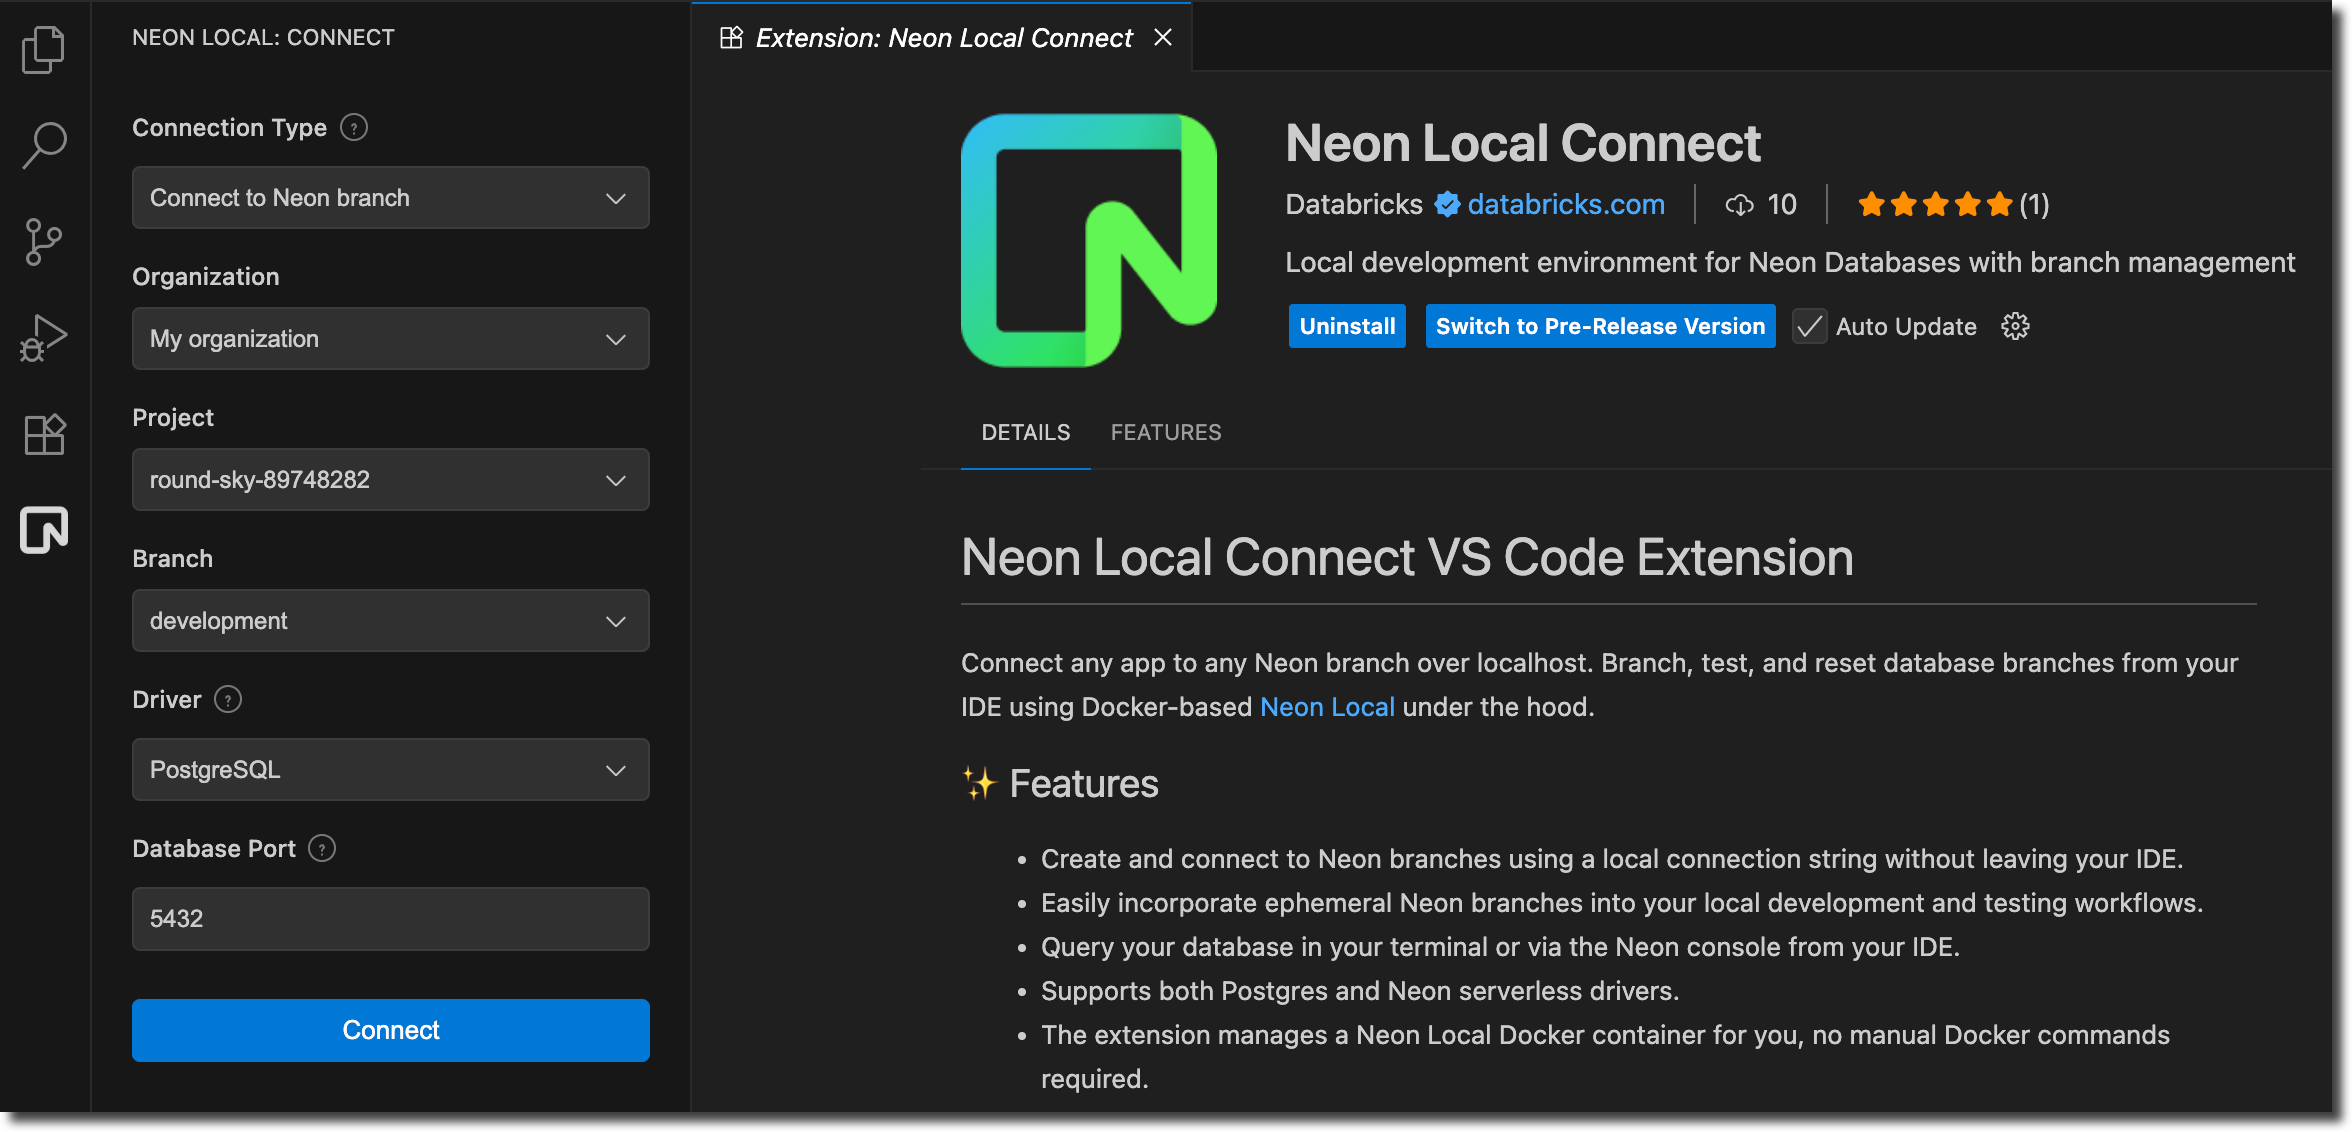 NEON LOCAL: CONNECT
Connection Type ?
Connect to Neon branch
Organization
My organization
Project
round-sky-89748282
Branch
development
Driver ?
PostgreSQL
Database Port ?
5432
Connect
Extension: Neon Local Connect
Neon Local Connect
Databricks databricks.com 10 (1)
Local development environment for Neon Databases with branch management
Uninstall Switch to Pre-Release Version Auto Update
DETAILS FEATURES
Neon Local Connect VS Code Extension
Connect any app to any Neon branch over localhost. Branch, test, and reset database branches from your
IDE using Docker-based Neon Local under the hood.
✨ Features
• Create and connect to Neon branches using a local connection string without leaving your IDE.
• Easily incorporate ephemeral Neon branches into your local development and testing workflows.
• Query your database in your terminal or via the Neon console from your IDE.
• Supports both Postgres and Neon serverless drivers.
• The extension manages a Neon Local Docker container for you, no manual Docker commands
required.